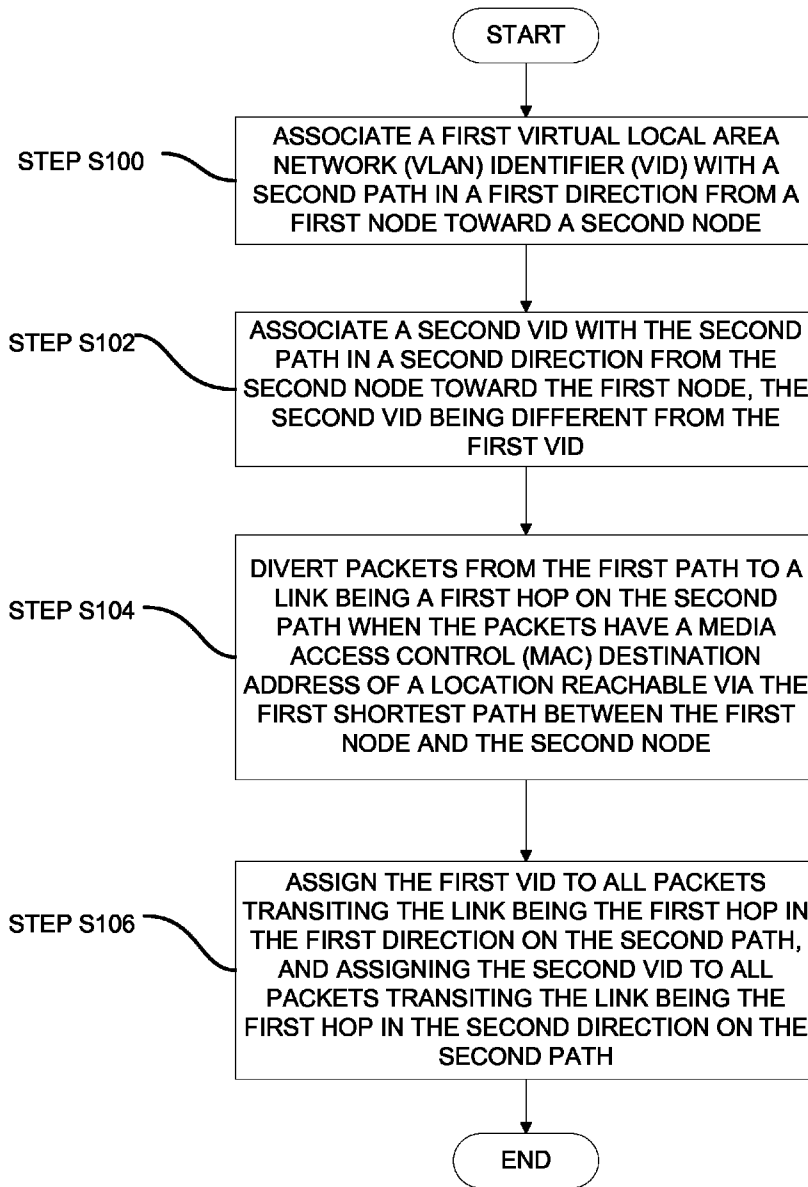 START
STEP S100
ASSOCIATE A FIRST VIRTUAL LOCAL AREA
NETWORK (VLAN) IDENTIFIER (VID) WITH A
SECOND PATH IN A FIRST DIRECTION FROM A
FIRST NODE TOWARD A SECOND NODE
STEP S102
ASSOCIATE A SECOND VID WITH THE SECOND
PATH IN A SECOND DIRECTION FROM THE
SECOND NODE TOWARD THE FIRST NODE, THE
SECOND VID BEING DIFFERENT FROM THE
FIRST VID
STEP S104
DIVERT PACKETS FROM THE FIRST PATH TO A
LINK BEING A FIRST HOP ON THE SECOND
PATH WHEN THE PACKETS HAVE A MEDIA
ACCESS CONTROL (MAC) DESTINATION
ADDRESS OF A LOCATION REACHABLE VIA THE
FIRST SHORTEST PATH BETWEEN THE FIRST
NODE AND THE SECOND NODE
STEP S106
ASSIGN THE FIRST VID TO ALL PACKETS
TRANSITING THE LINK BEING THE FIRST HOP IN
THE FIRST DIRECTION ON THE SECOND PATH,
AND ASSIGNING THE SECOND VID TO ALL
PACKETS TRANSITING THE LINK BEING THE
FIRST HOP IN THE SECOND DIRECTION ON THE
SECOND PATH
END